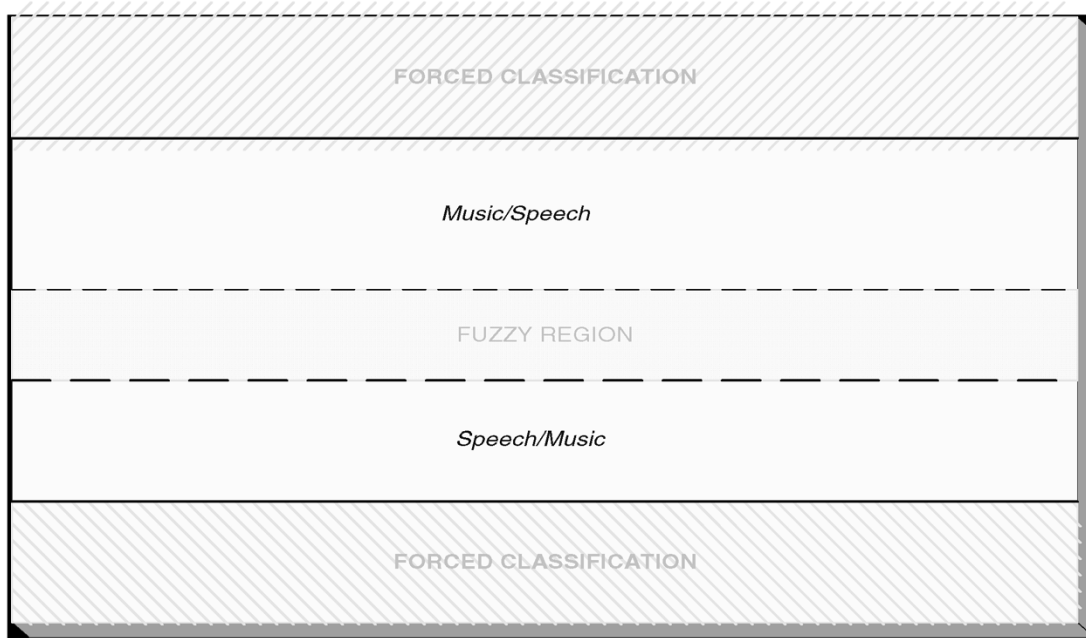 FORCED CLASSIFICATION
Music/Speech
FUZZY REGION
Speech/Music
FORCED CLASSIFICATION